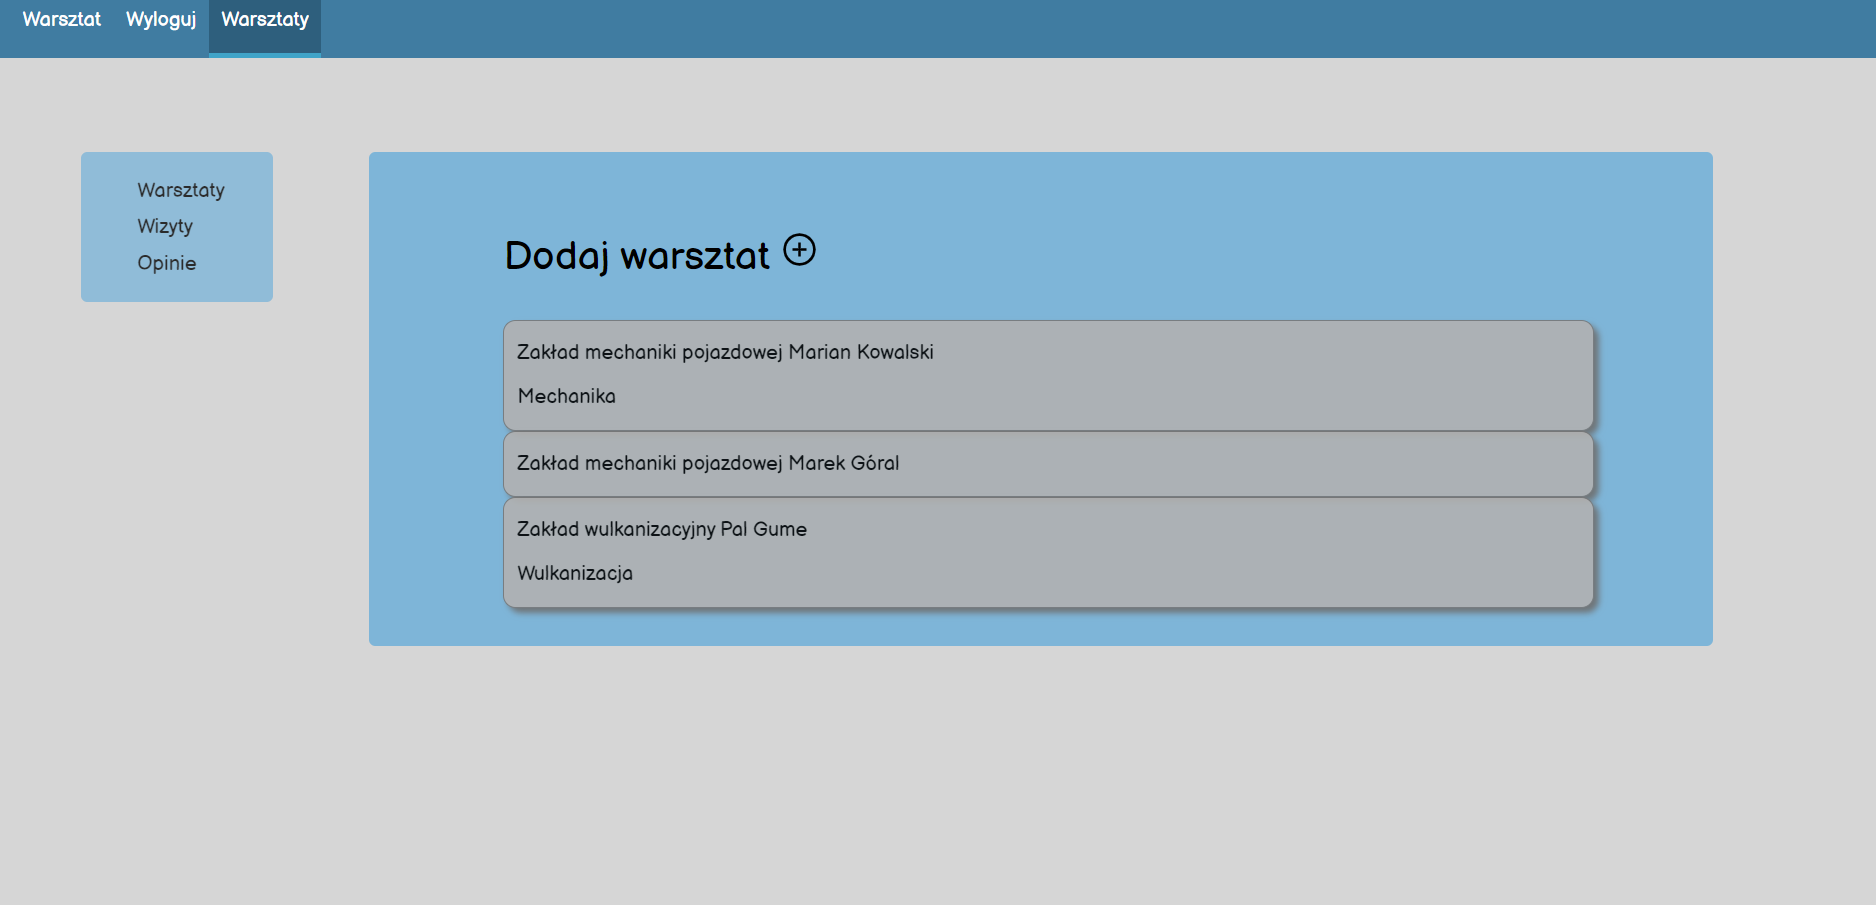 Warsztat Wyloguj Warsztaty
Warsztaty
Wizyty
Opinie
Dodaj warsztat
Zakład mechaniki pojazdowej Marian Kowalski
Mechanika
Zakład mechaniki pojazdowej Marek Góral
Zakład wulkanizacyjny Pal Gume
Wulkanizacja